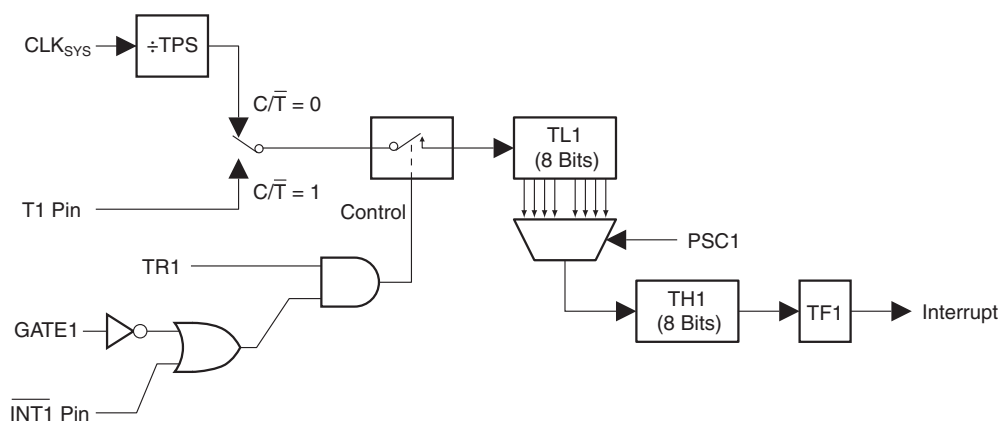 CLKSYS
÷TPS
C/T̅ = 0
TL1
(8 Bits)
C/T̅ = 1
T1 Pin
Control
PSC1
TR1
TH1
(8 Bits)
TF1
Interrupt
GATE1
I̅N̅T̅1̅ Pin